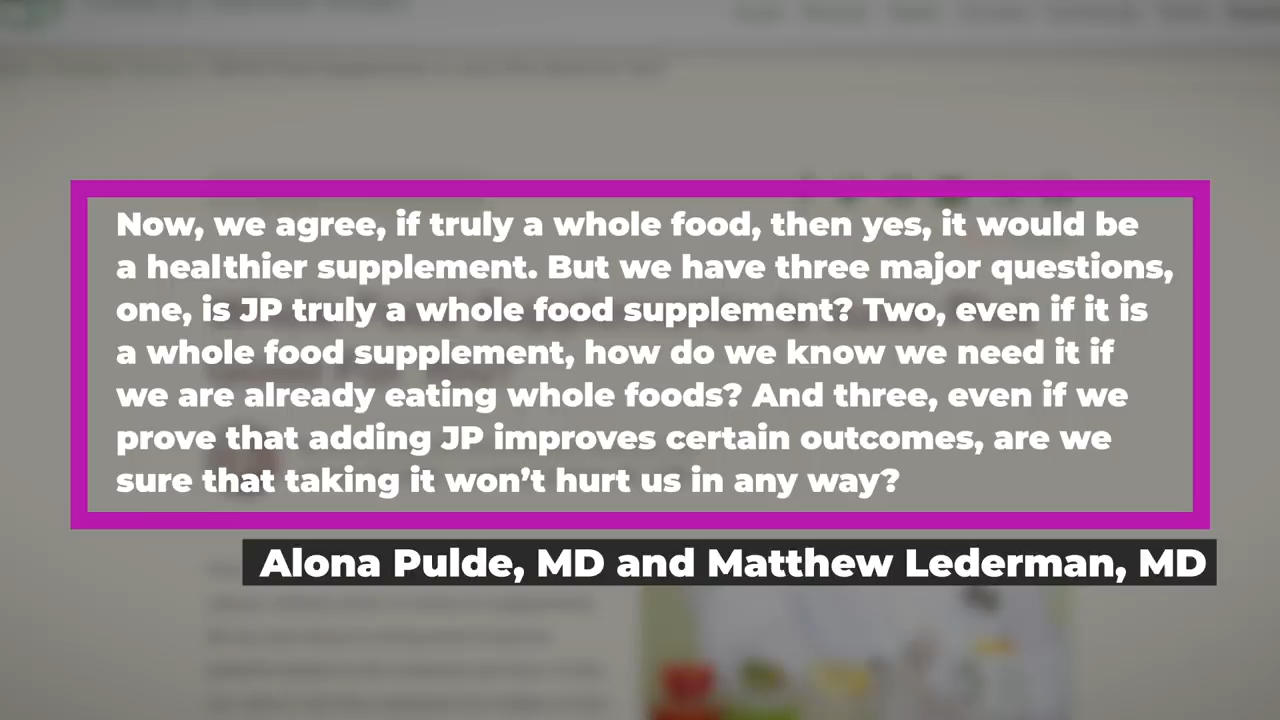 Now, we agree, if truly a whole food, then yes, it would be
a healthier supplement. But we have three major questions,
one, is JP truly a whole food supplement? Two, even if it is
a whole food supplement, how do we know we need it if
we are already eating whole foods? And three, even if we
prove that adding JP improves certain outcomes, are we
sure that taking it won’t hurt us in any way?
Alona Pulde, MD and Matthew Lederman, MD